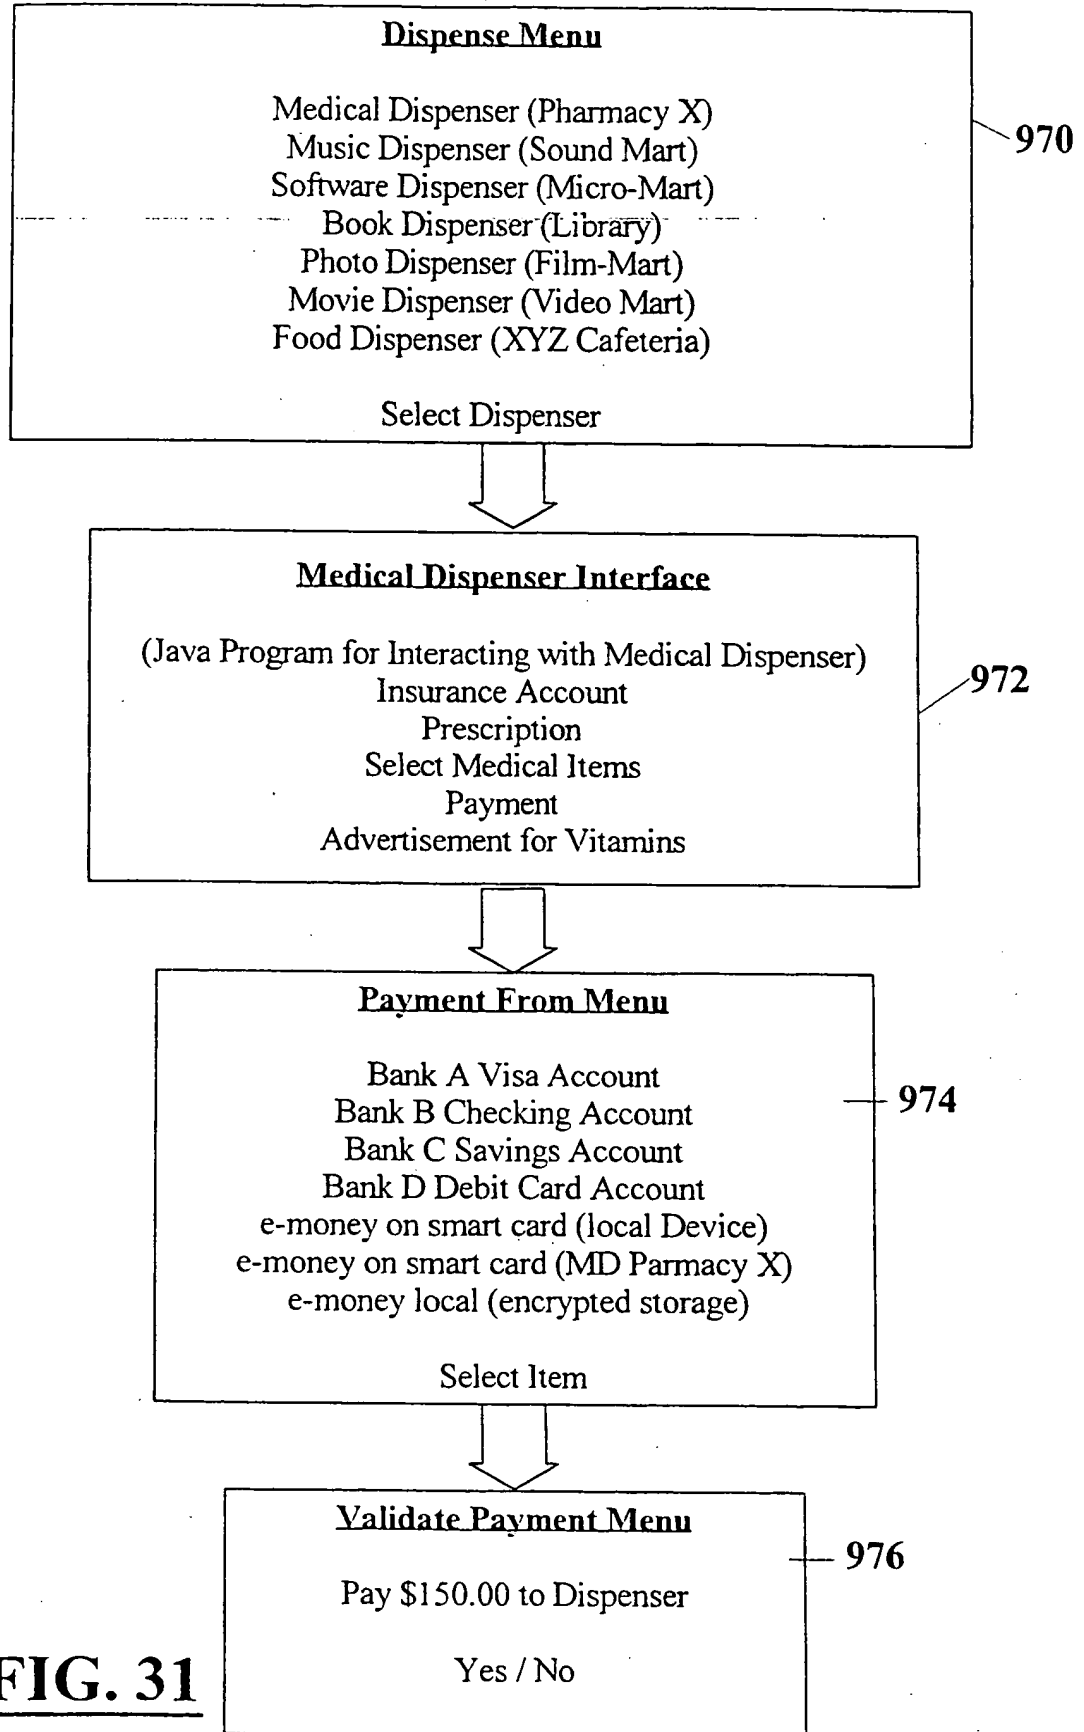 Dispense Menu
Medical Dispenser (Pharmacy X)
Music Dispenser (Sound Mart)
Software Dispenser (Micro-Mart)
Book Dispenser (Library)
Photo Dispenser (Film-Mart)
Movie Dispenser (Video Mart)
Food Dispenser (XYZ Cafeteria)
Select Dispenser
970
Medical Dispenser Interface
(Java Program for Interacting with Medical Dispenser)
Insurance Account
Prescription
Select Medical Items
Payment
Advertisement for Vitamins
972
Payment From Menu
Bank A Visa Account
Bank B Checking Account
Bank C Savings Account
Bank D Debit Card Account
e-money on smart card (local Device)
e-money on smart card (MD Parmacy X)
e-money local (encrypted storage)
Select Item
974
Validate Payment Menu
Pay $150.00 to Dispenser
Yes / No
976
FIG. 31